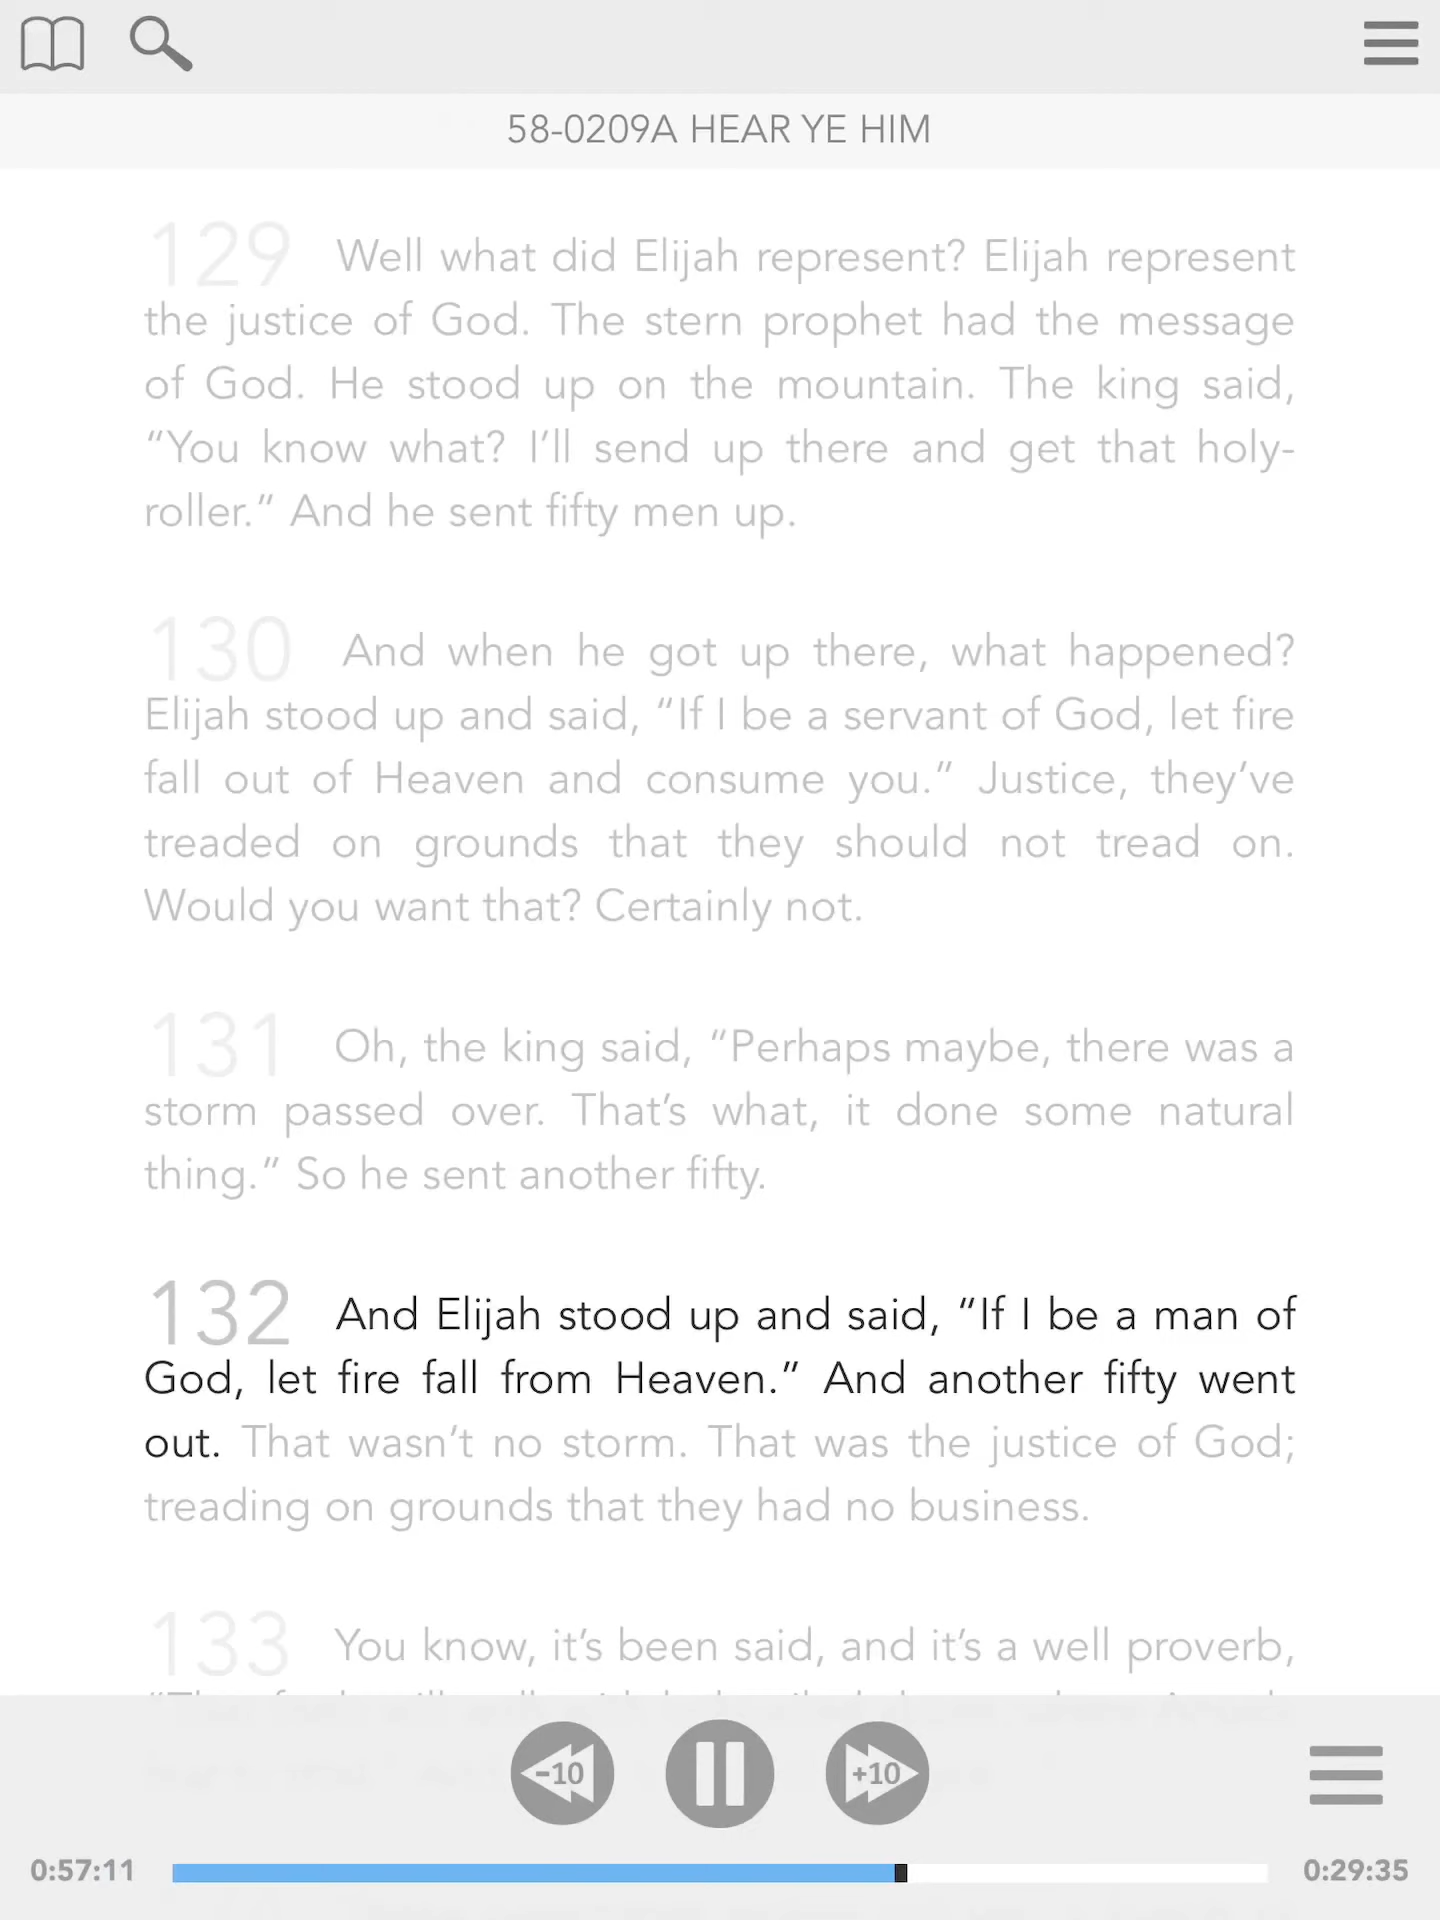 58-0209A HEAR YE HIM
129 Well what did Elijah represent? Elijah represent
the justice of God. The stern prophet had the message
of God. He stood up on the mountain. The king said,
“You know what? I’ll send up there and get that holy-
roller.” And he sent fifty men up.
130 And when he got up there, what happened?
Elijah stood up and said, “If I be a servant of God, let fire
fall out of Heaven and consume you.” Justice, they’ve
treaded on grounds that they should not tread on.
Would you want that? Certainly not.
131 Oh, the king said, “Perhaps maybe, there was a
storm passed over. That’s what, it done some natural
thing.” So he sent another fifty.
132 And Elijah stood up and said, “If I be a man of
God, let fire fall from Heaven.” And another fifty went
out. That wasn’t no storm. That was the justice of God;
treading on grounds that they had no business.
133 You know, it’s been said, and it’s a well proverb,
-10 +10
0:57:11 0:29:35